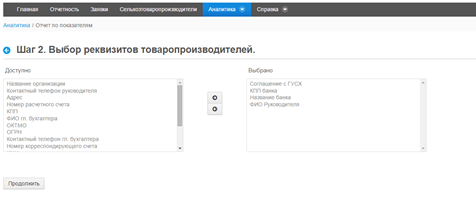 Главная Отчетность Заявки Сельхозтоваропроизводители Аналитика Справка
Аналитика / Отчет по показателям
Шаг 2. Выбор реквизитов товаропроизводителей.
Доступно
Название организации
Контактный телефон руководителя
Адрес
Номер расчетного счета
КПП
ФИО гл. бухгалтера
ОКТМО
ОГРН
Контактный телефон гл. бухгалтера
Номер корреспондирующего счета
Выбрано
Соглашение с ГУСХ
КПП банка
Название банка
ФИО Руководителя
Продолжить